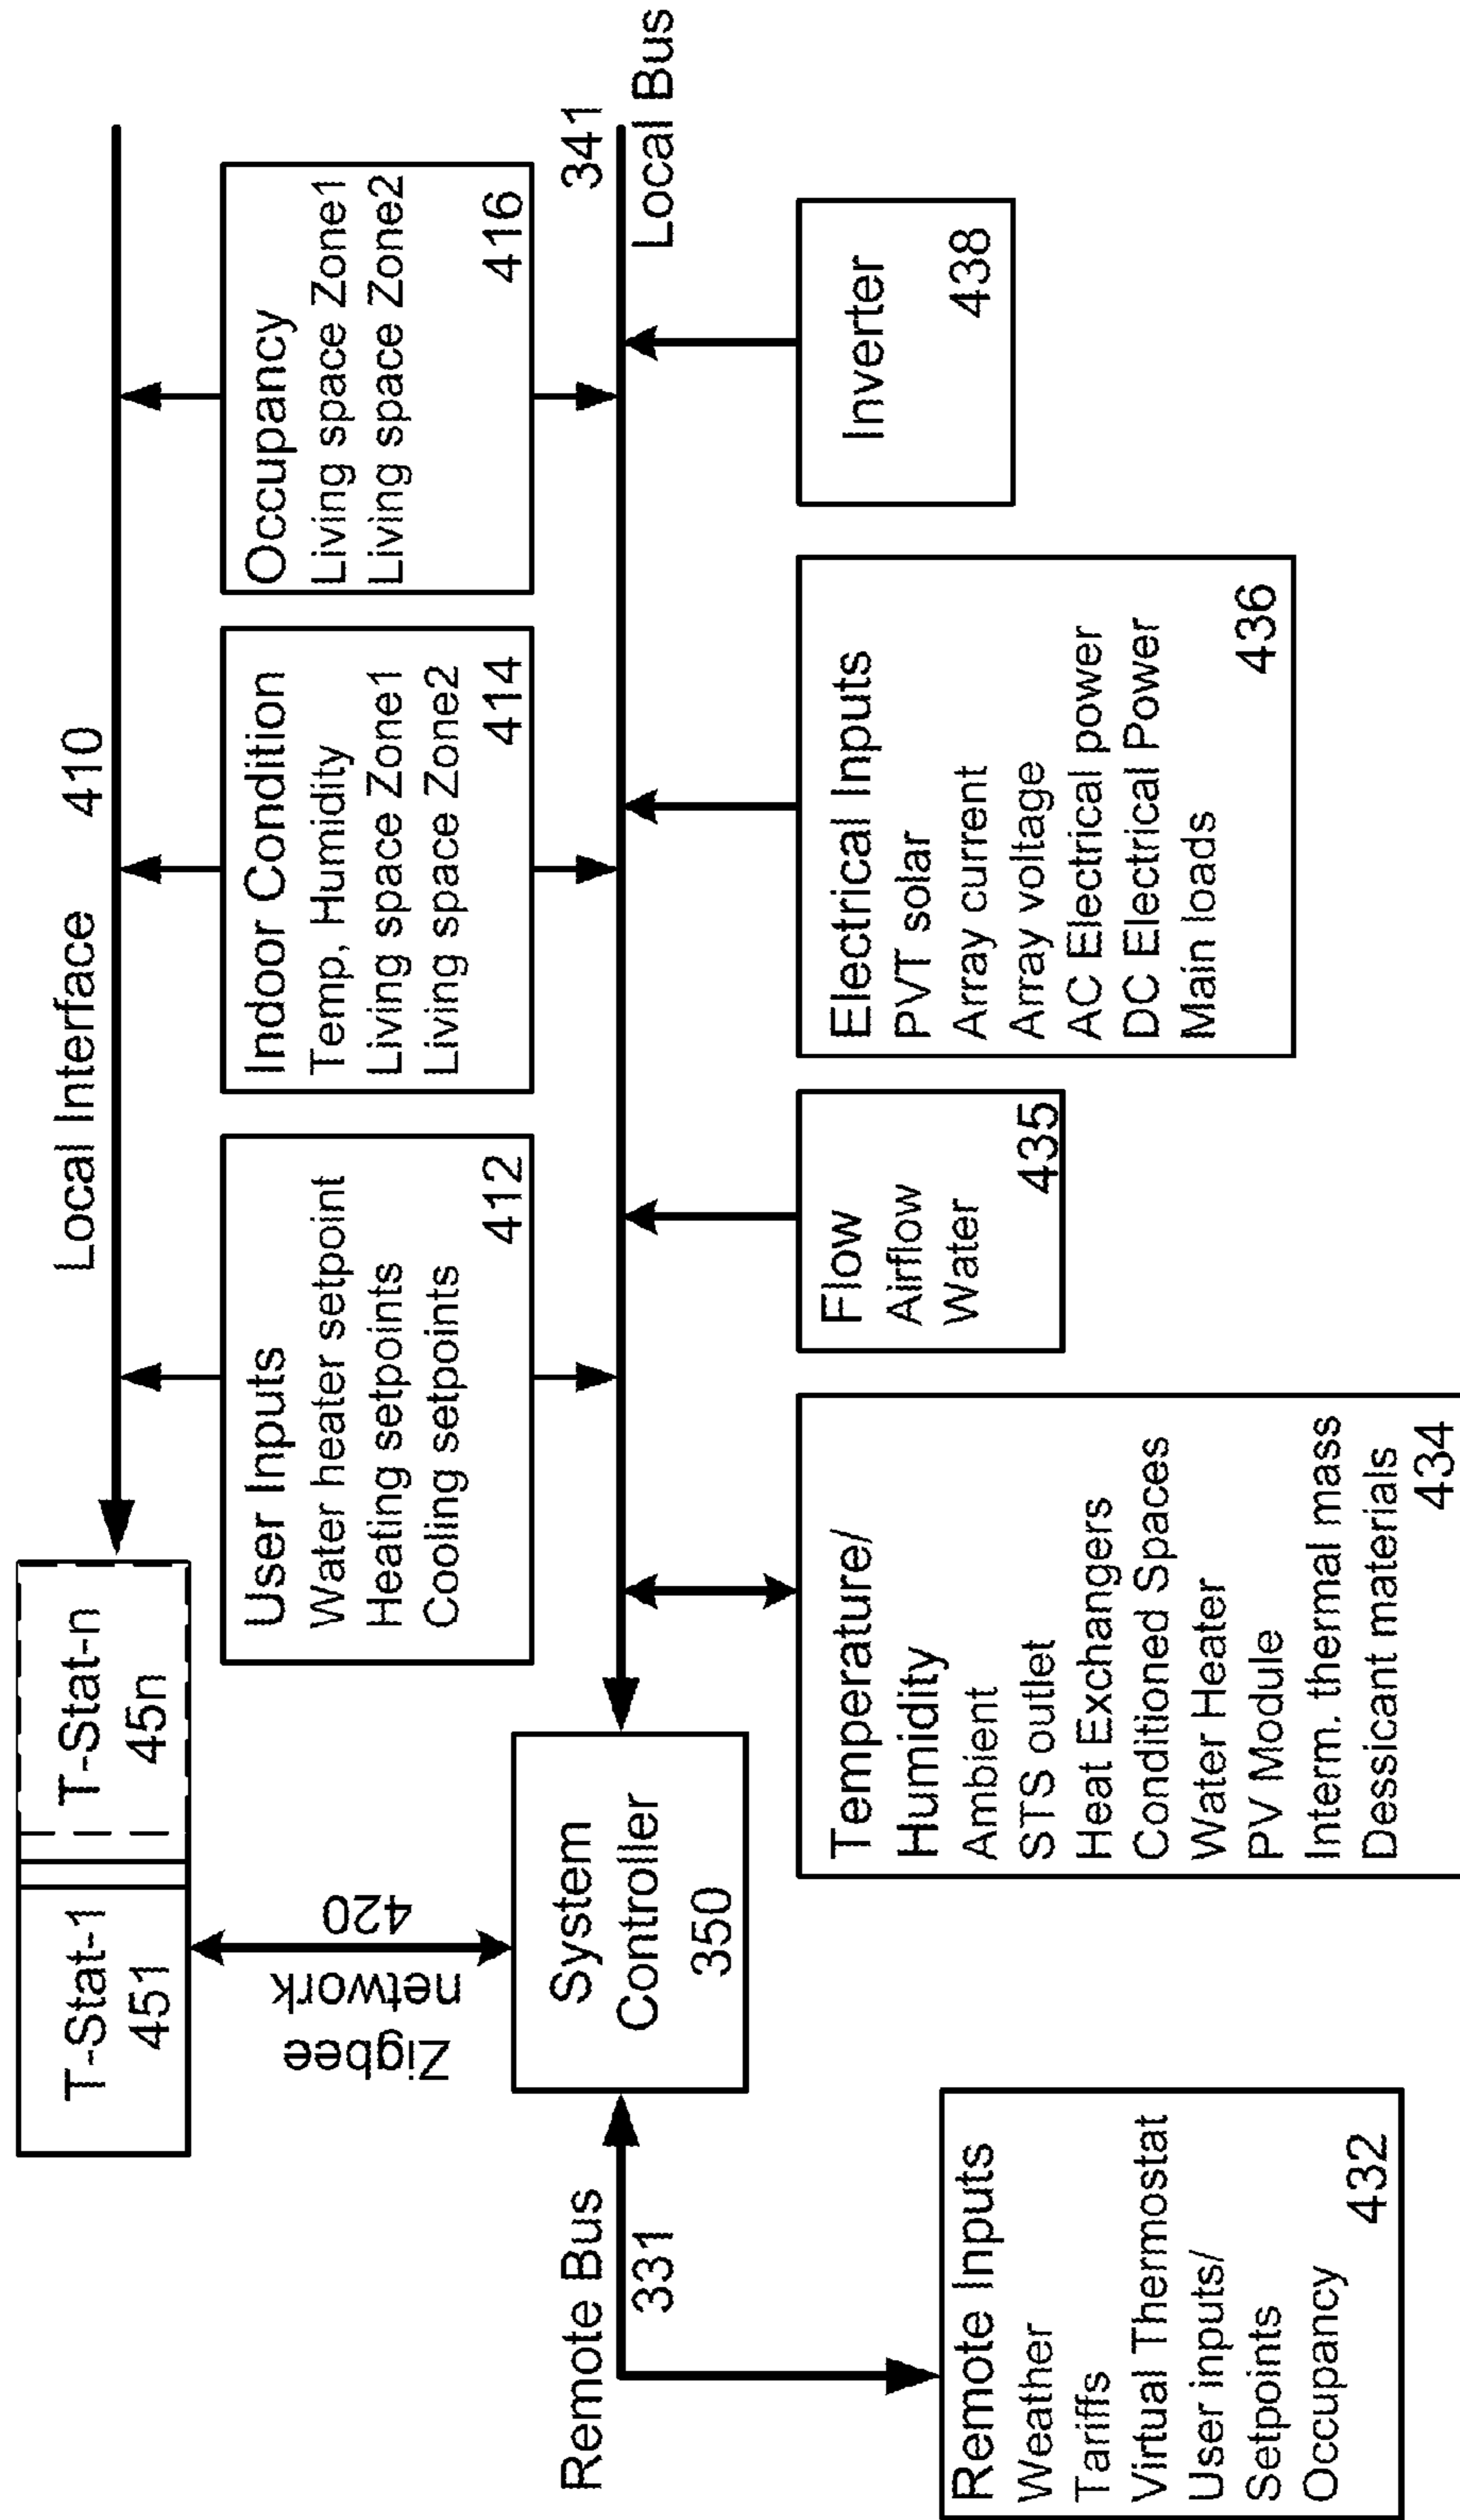 T-Stat-1
451
T-Stat-n
45n
Local Interface 410
Zigbee
network
420
User Inputs
Water heater setpoint
Heating setpoints
Cooling setpoints
412
Indoor Condition
Temp, Humidity
Living space Zone1
Living space Zone2
414
Occupancy
Living space Zone1
Living space Zone2
416
Remote Bus
331
System
Controller
350
341
Local Bus
Remote Inputs
Weather
Tariffs
Virtual Thermostat
User inputs/
Setpoints
Occupancy
432
Temperature/
Humidity
Ambient
STS outlet
Heat Exchangers
Conditioned Spaces
Water Heater
PV Module
Interm. thermal mass
Dessicant materials
434
Flow
Airflow
Water
435
Electrical Inputs
PVT solar
Array current
Array voltage
AC Electrical power
DC Electrical Power
Main loads
436
Inverter
438